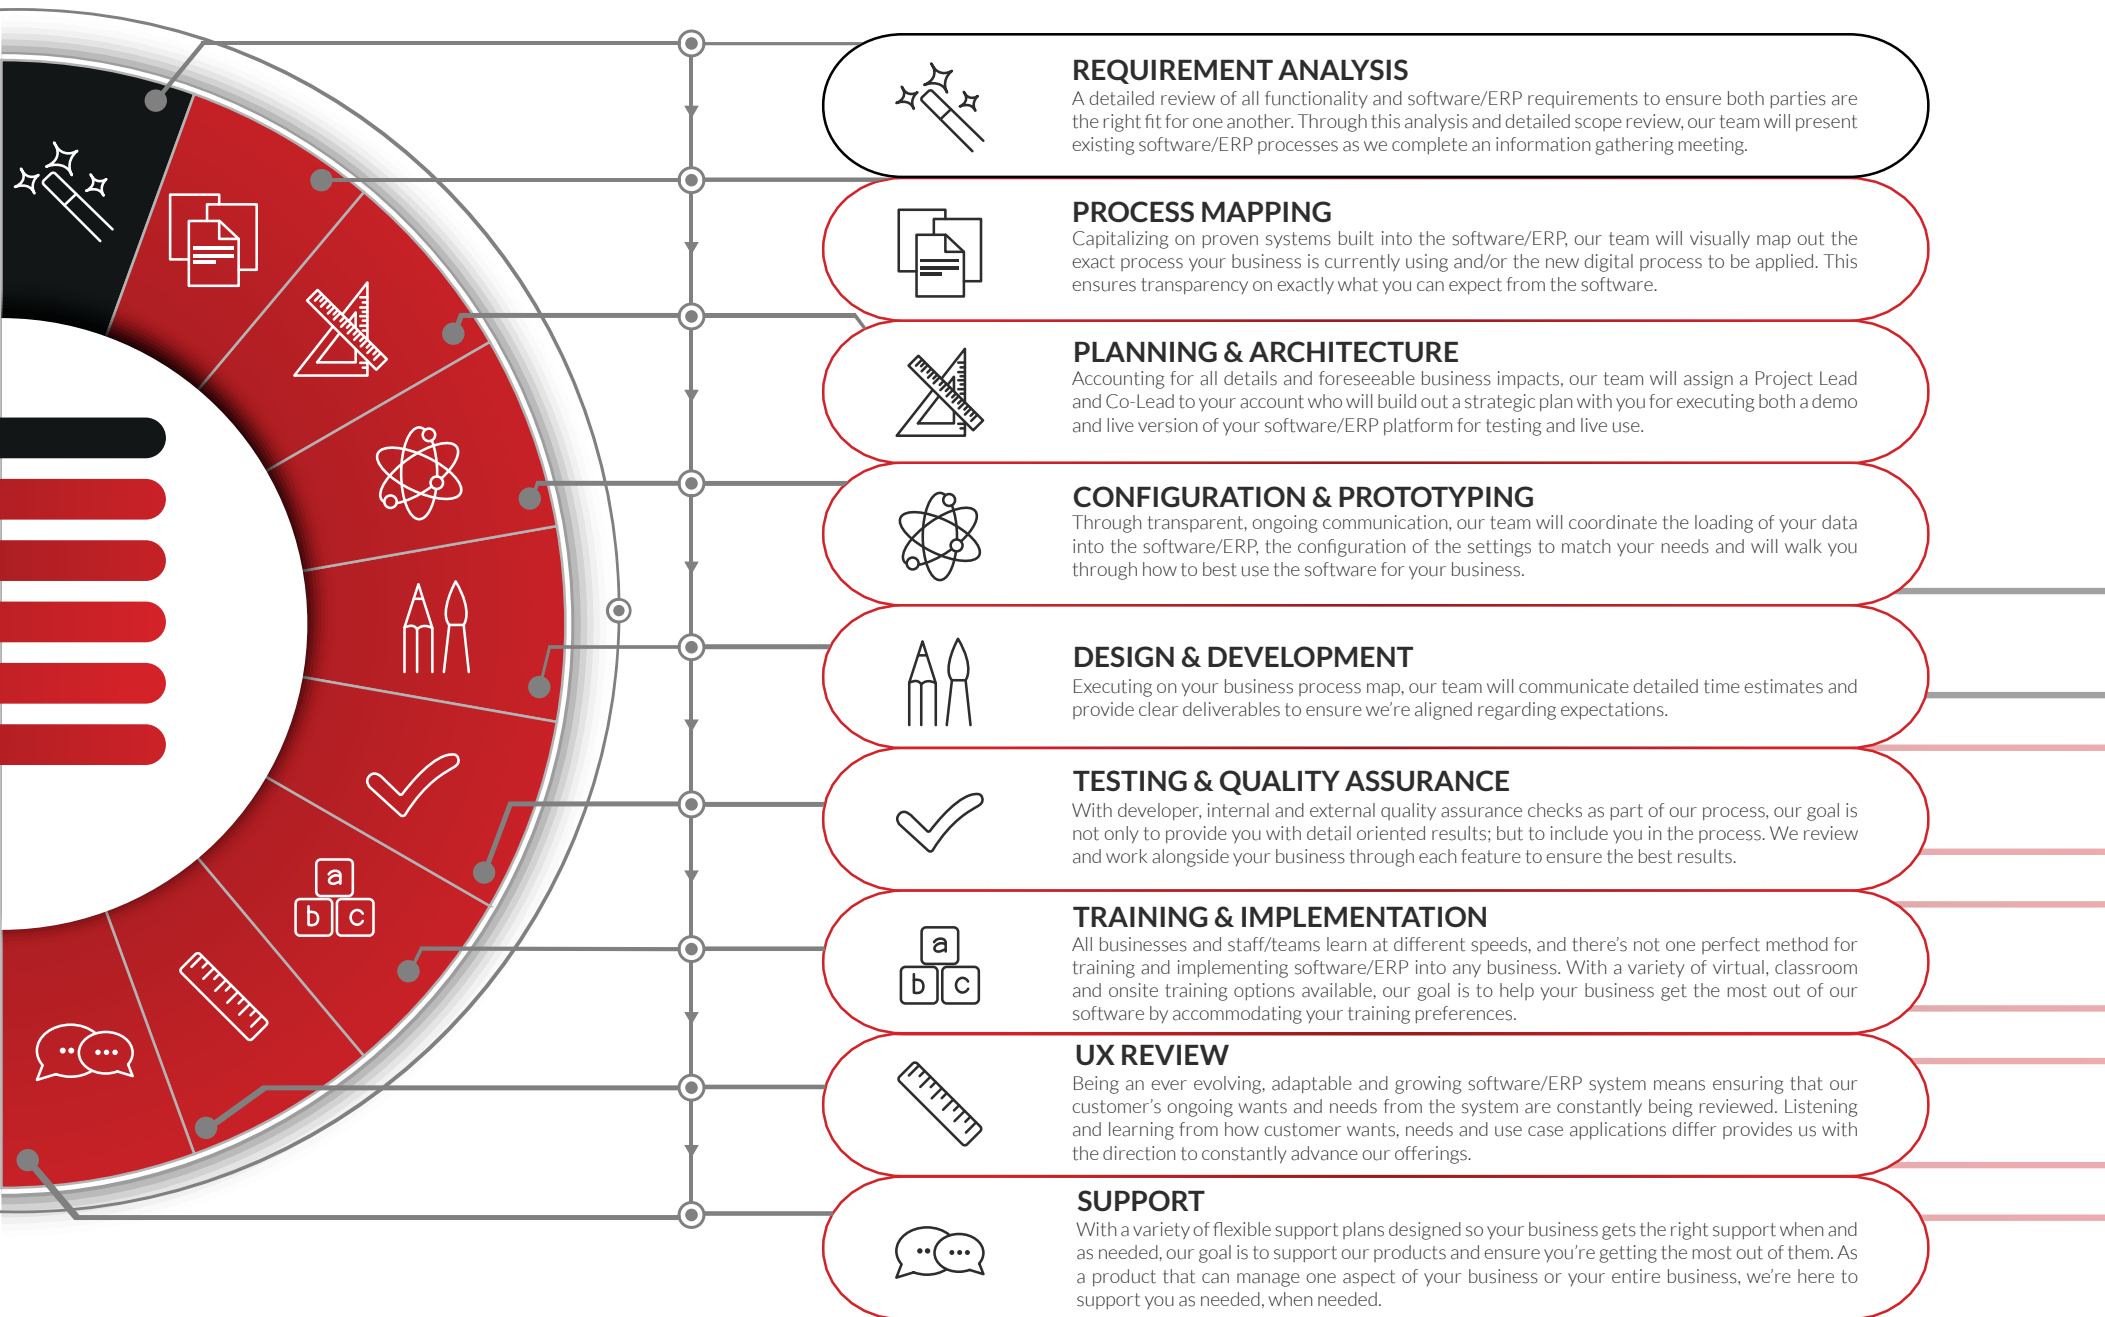 REQUIREMENT ANALYSIS
A detailed review of all functionality and software/ERP requirements to ensure both parties are
the right fit for one another. Through this analysis and detailed scope review, our team will present
existing software/ERP processes as we complete an information gathering meeting.
PROCESS MAPPING
Capitalizing on proven systems built into the software/ERP, our team will visually map out the
exact process your business is currently using and/or the new digital process to be applied. This
ensures transparency on exactly what you can expect from the software.
PLANNING & ARCHITECTURE
Accounting for all details and foreseeable business impacts, our team will assign a Project Lead
and Co-Lead to your account who will build out a strategic plan with you for executing both a demo
and live version of your software/ERP platform for testing and live use.
CONFIGURATION & PROTOTYPING
Through transparent, ongoing communication, our team will coordinate the loading of your data
into the software/ERP, the configuration of the settings to match your needs and will walk you
through how to best use the software for your business.
DESIGN & DEVELOPMENT
Executing on your business process map, our team will communicate detailed time estimates and
provide clear deliverables to ensure we're aligned regarding expectations.
TESTING & QUALITY ASSURANCE
With developer, internal and external quality assurance checks as part of our process, our goal is
not only to provide you with detail oriented results; but to include you in the process. We review
and work alongside your business through each feature to ensure the best results.
a
b c
a
b c
TRAINING & IMPLEMENTATION
All businesses and staff/teams learn at different speeds, and there's not one perfect method for
training and implementing software/ERP into any business. With a variety of virtual, classroom
and onsite training options available, our goal is to help your business get the most out of our
software by accommodating your training preferences.
UX REVIEW
Being an ever evolving, adaptable and growing software/ERP system means ensuring that our
customer's ongoing wants and needs from the system are constantly being reviewed. Listening
and learning from how customer wants, needs and use case applications differ provides us with
the direction to constantly advance our offerings.
SUPPORT
With a variety of flexible support plans designed so your business gets the right support when and
as needed, our goal is to support our products and ensure you're getting the most out of them. As
a product that can manage one aspect of your business or your entire business, we're here to
support you as needed, when needed.